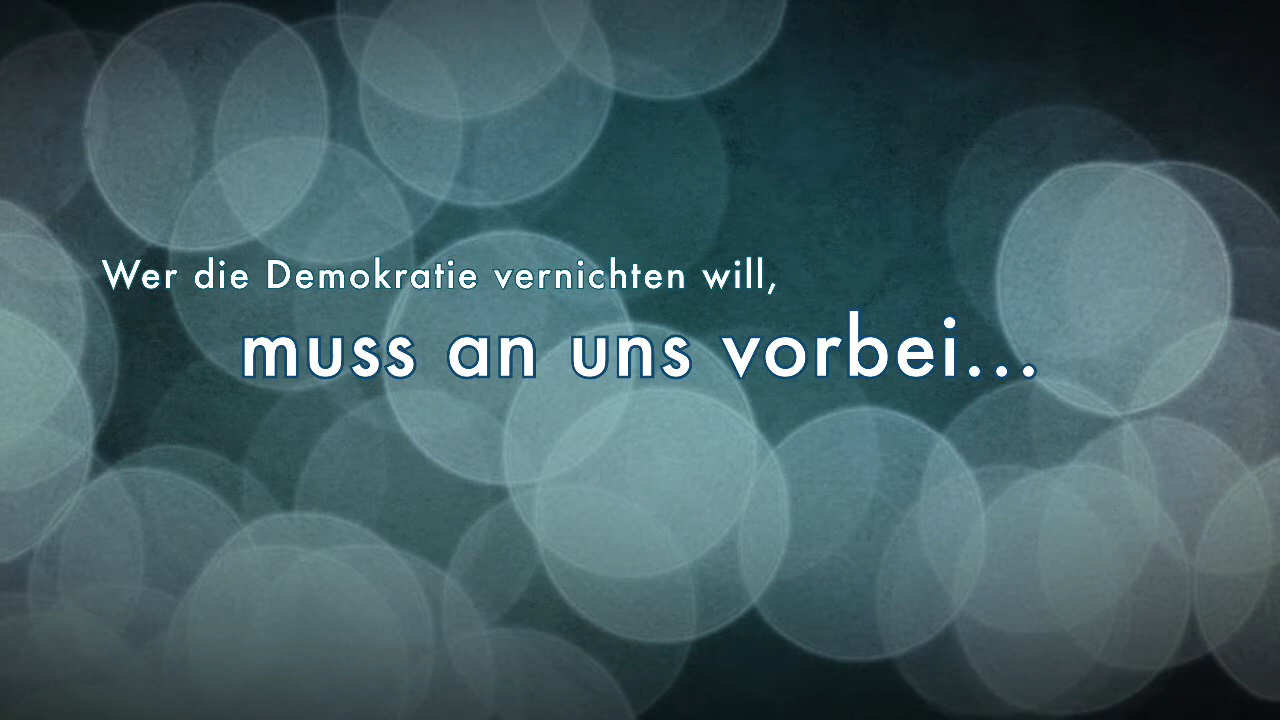 Wer die Demokratie vernichten will,
muss an uns vorbei...